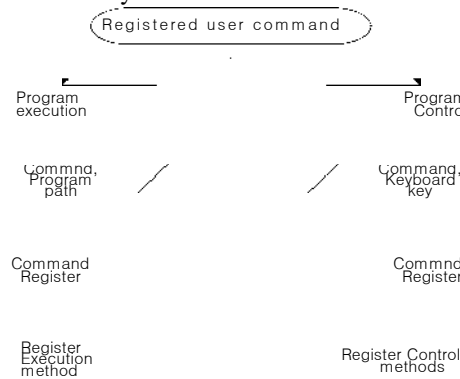 Registered user command
Program
execution
Program
Contro
Commnd,
Program
path
Command,
Keyboard
key
Command
Register
Commnd
Register
Register
Execution
method
Register Control
methods